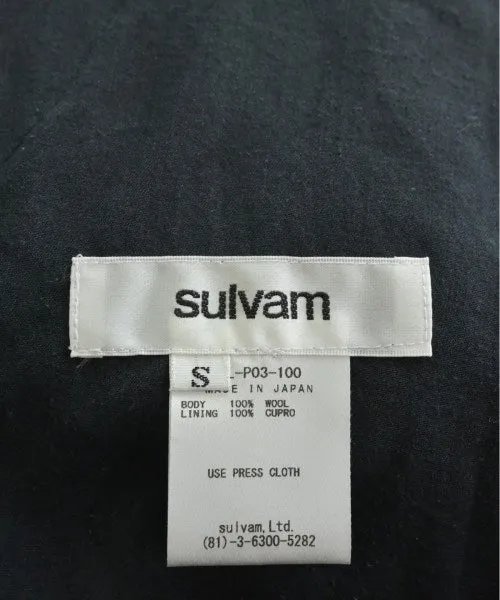 sulvam
S
-P03-100
MADE IN JAPAN
BODY 100% WOOL
LINING 100% CUPRO
USE PRESS CLOTH
sulvam,Ltd.
(81)-3-6300-5282